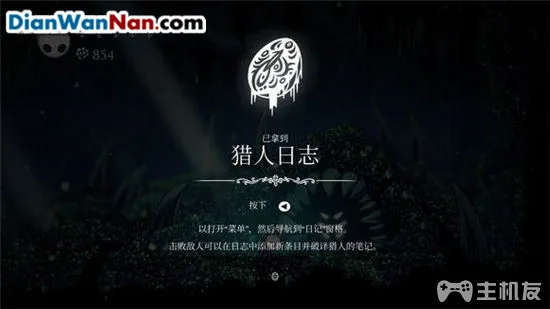 DianWanNan.com
854
已拿到
猎人日志
按下
以打开“菜单”，然后导航到“日记”窗格。
击败敌人可以在日志中添加新条目并破译猎人的笔记。
主机友